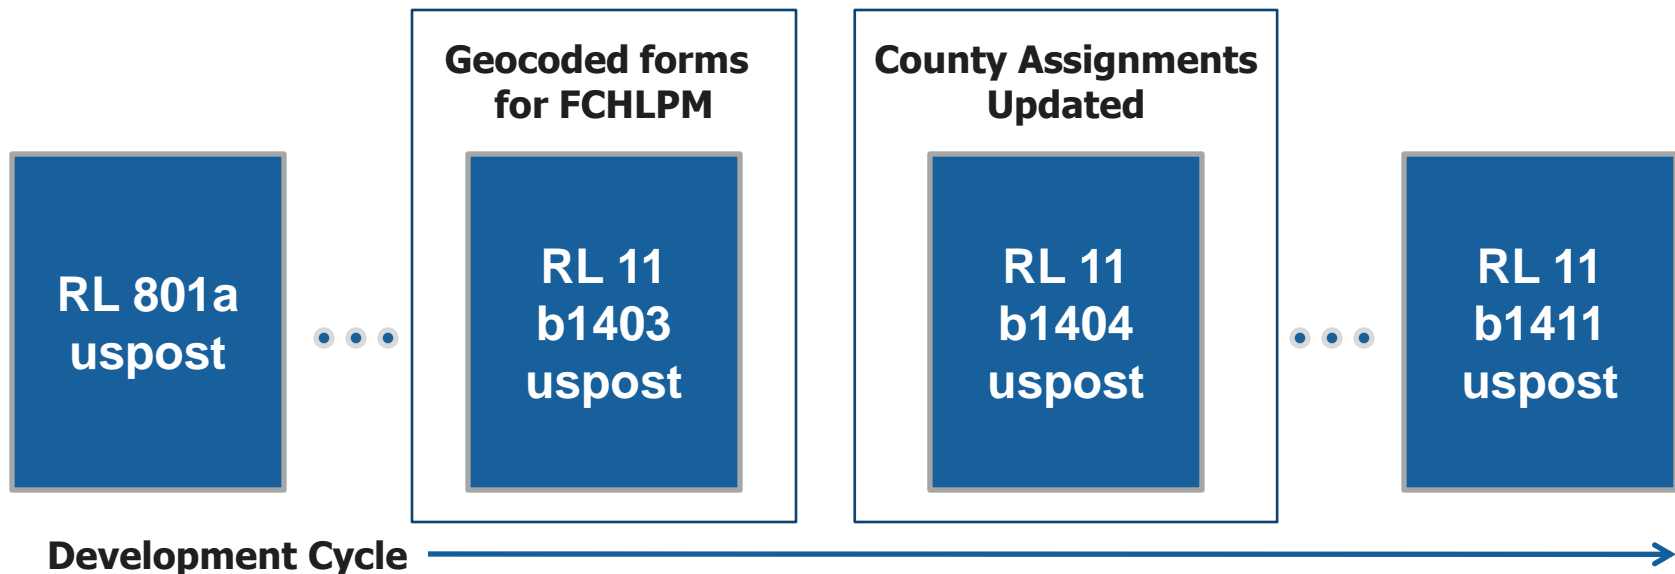 Geocoded forms
for FCHLPM
County Assignments
Updated
RL 801a
uspost
RL 11
b1403
uspost
RL 11
b1404
uspost
RL 11
b1411
uspost
Development Cycle